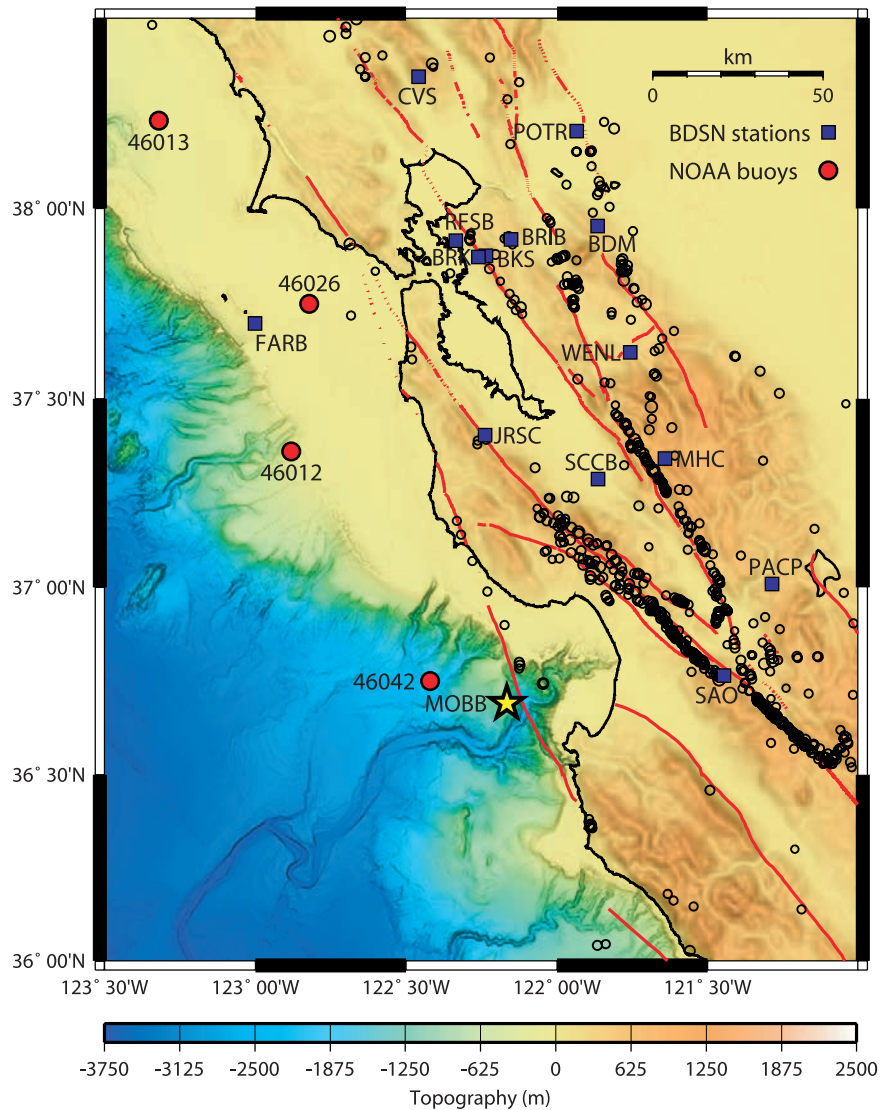 km
0 50
CVS
POTR
BDSN stations
46013
NOAA buoys
38° 00'N
RFSB
BRIB
BDM
BRK
BKS
46026
FARB
WENL
37° 30'N
JRSC
46012
SCCB
MHC
37° 00'N
PACP
46042
MOBB
SAO
36° 30'N
36° 00'N
123° 30'W 123° 00'W 122° 30'W 122° 00'W 121° 30'W
-3750 -3125 -2500 -1875 -1250 -625 0 625 1250 1875 2500
Topography (m)